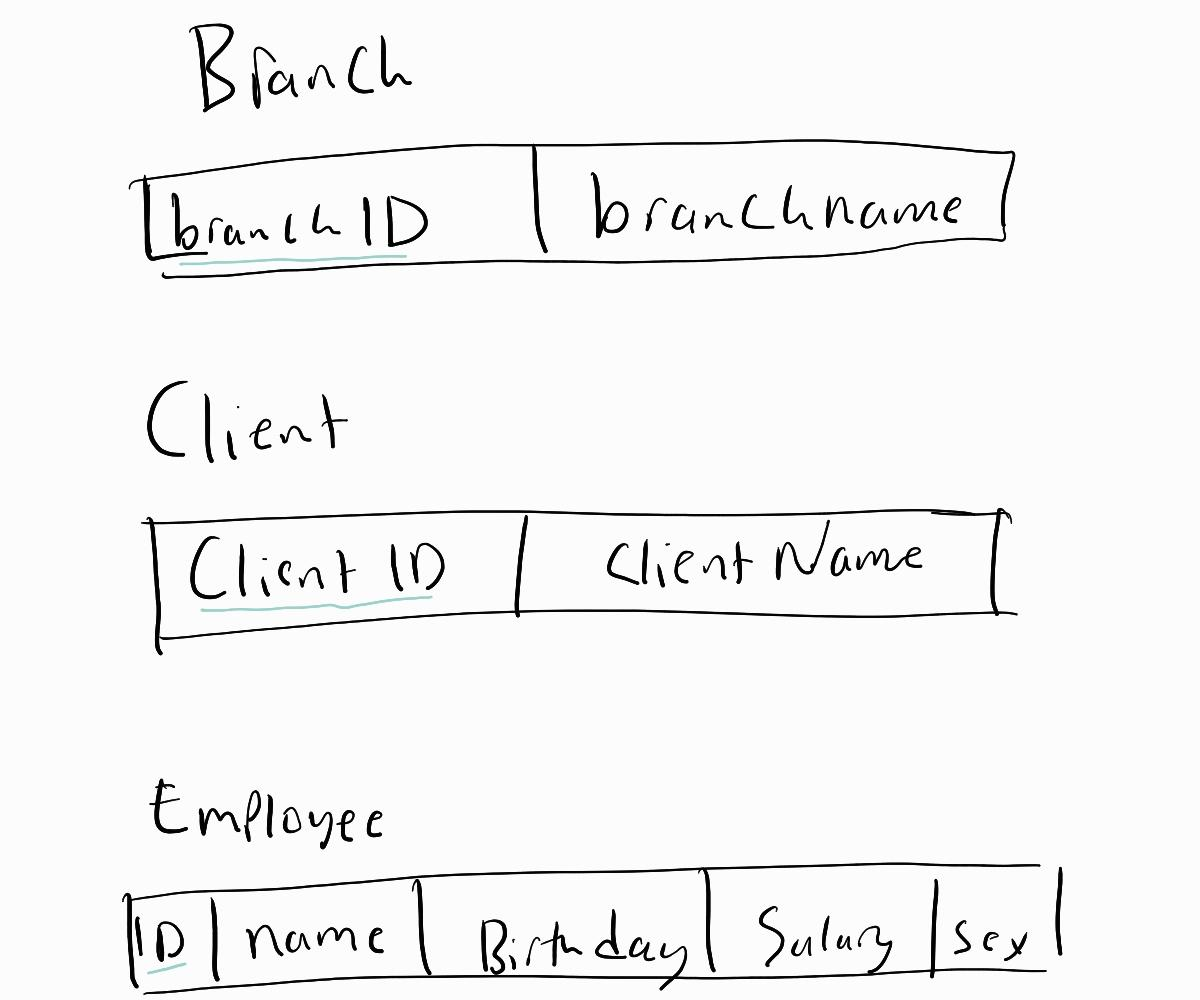 Branch
branchID branchname
Client
Client ID Client Name
Employee
ID name Birthday Salary Sex